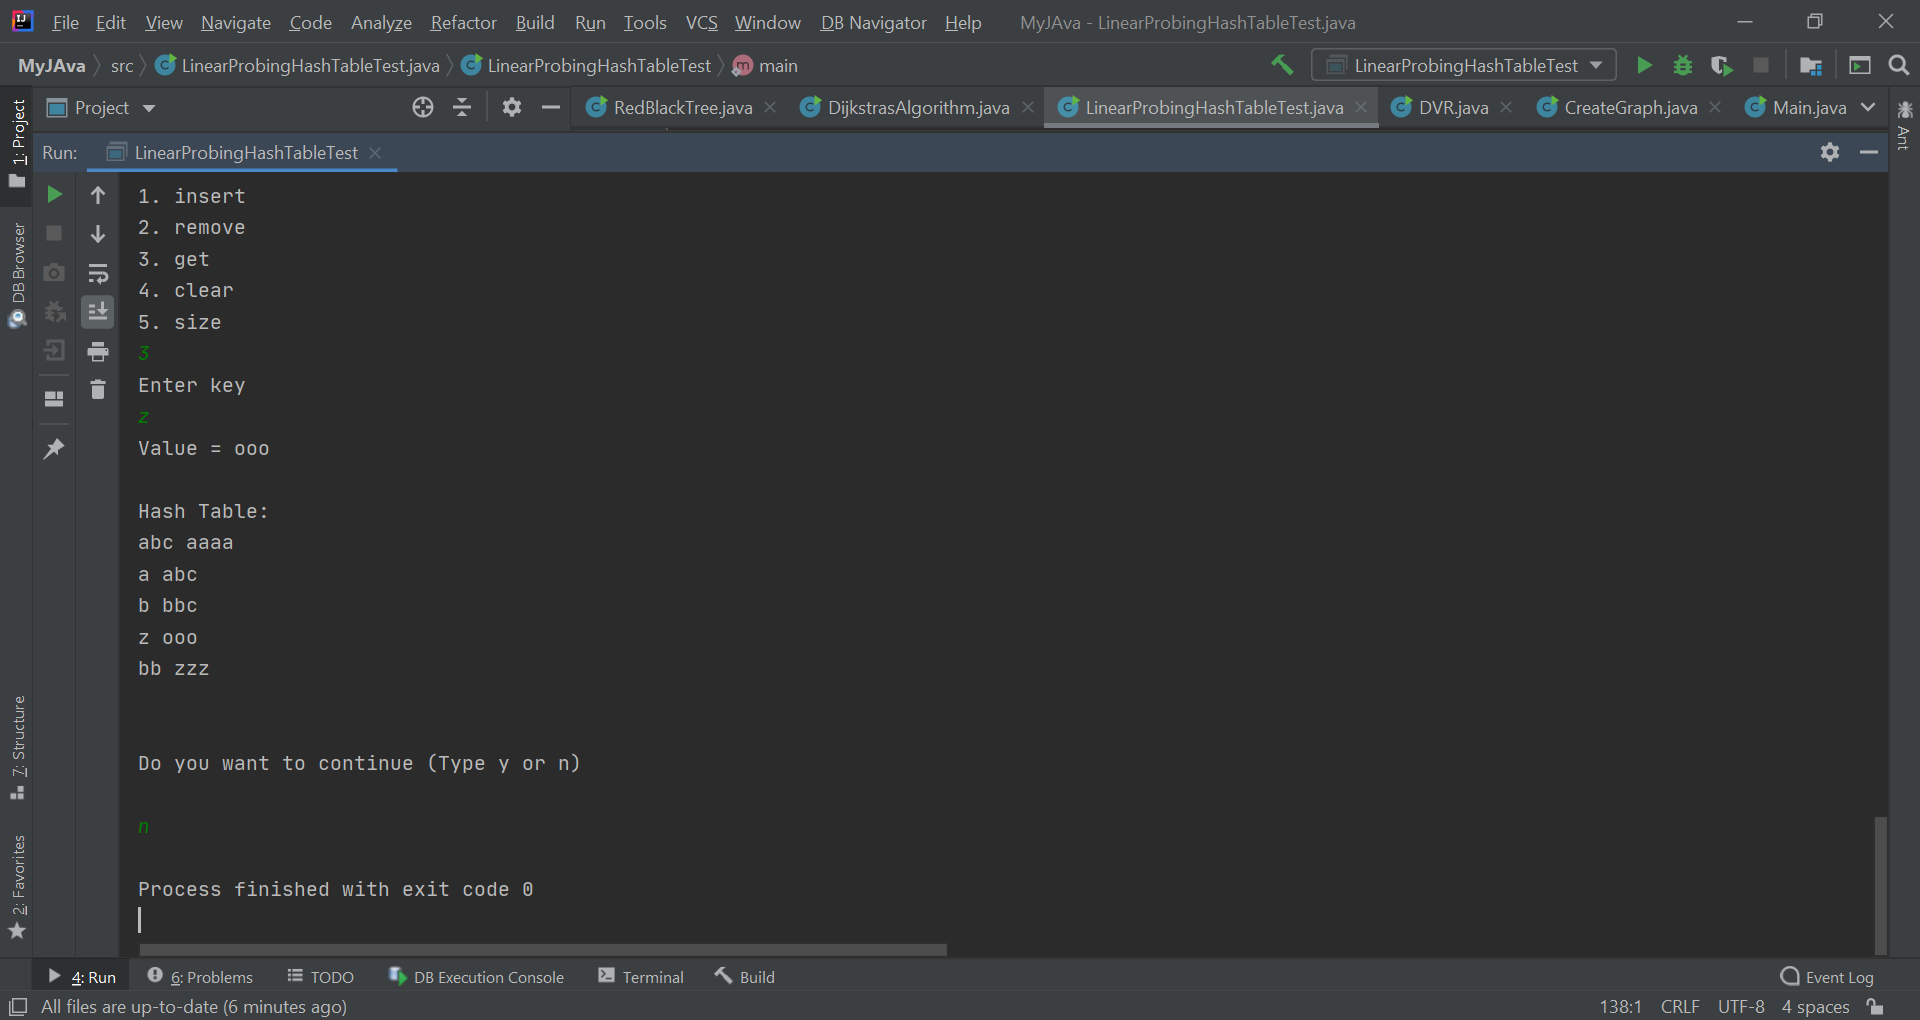 File Edit View Navigate Code Analyze Refactor Build Run Tools VCS Window DB Navigator Help MyJAva - LinearProbingHashTableTest.java
MyJAva src LinearProbingHashTableTest.java LinearProbingHashTableTest main LinearProbingHashTableTest
Project RedBlackTree.java DijkstrasAlgorithm.java LinearProbingHashTableTest.java DVR.java CreateGraph.java Main.java
Run: LinearProbingHashTableTest
1: Project
DB Browser
7: Structure
2: Favorites
Ant
1. insert
2. remove
3. get
4. clear
5. size
3
Enter key
z
Value = ooo
Hash Table:
abc aaaa
a abc
b bbc
z ooo
bb zzz
Do you want to continue (Type y or n)
n
Process finished with exit code 0
4: Run 6: Problems TODO DB Execution Console Terminal Build Event Log
All files are up-to-date (6 minutes ago) 138:1 CRLF UTF-8 4 spaces